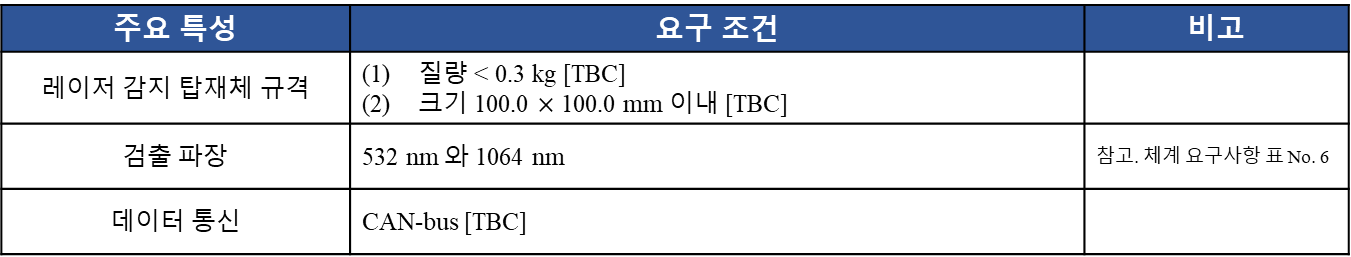 주요 특성 요구 조건 비고
레이저 감지 탑재체 규격
(1) 질량 < 0.3 kg [TBC]
(2) 크기 100.0 × 100.0 mm 이내 [TBC]
검출 파장 532 nm 와 1064 nm 참고. 체계 요구사항 표 No. 6
데이터 통신 CAN-bus [TBC]